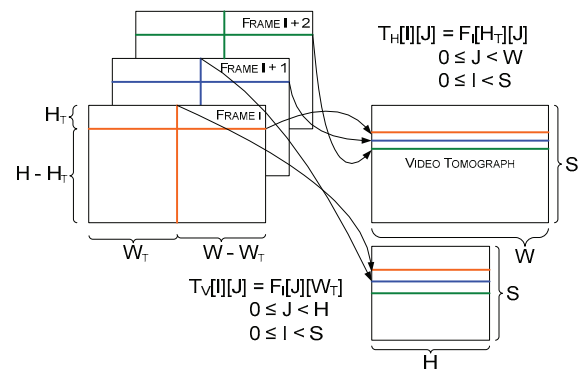 FRAME I + 2
FRAME I + 1
FRAME I
H_T
H - H_T
W_T
W - W_T
T_H[I][J] = F_I[H_T][J]
0 ≤ J < W
0 ≤ I < S
VIDEO TOMOGRAPH
S
W
T_V[I][J] = F_I[J][W_T]
0 ≤ J < H
0 ≤ I < S
S
H